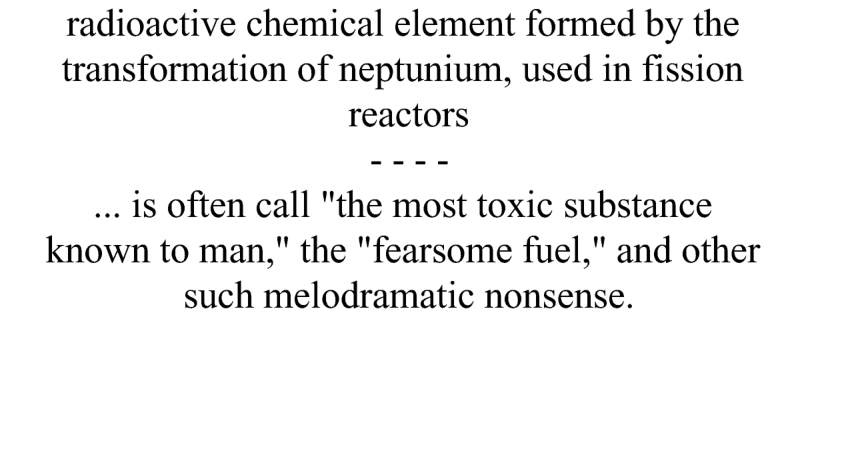 radioactive chemical element formed by the
transformation of neptunium, used in fission
reactors
- - - -
... is often call "the most toxic substance
known to man," the "fearsome fuel," and other
such melodramatic nonsense.